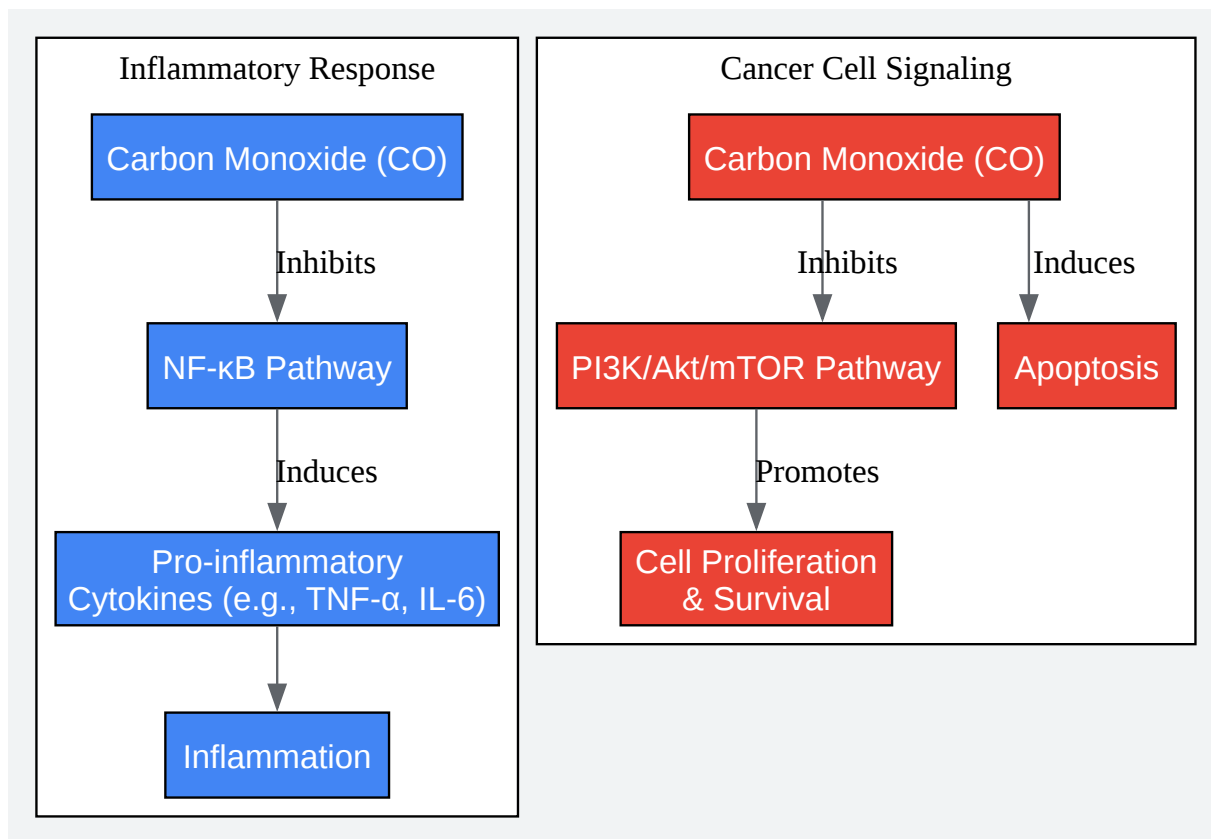 Inflammatory Response
Carbon Monoxide (CO)
Inhibits
NF-κB Pathway
Induces
Pro-inflammatory
Cytokines (e.g., TNF-α, IL-6)
Inflammation
Cancer Cell Signaling
Carbon Monoxide (CO)
Inhibits
Induces
PI3K/Akt/mTOR Pathway
Apoptosis
Promotes
Cell Proliferation
& Survival